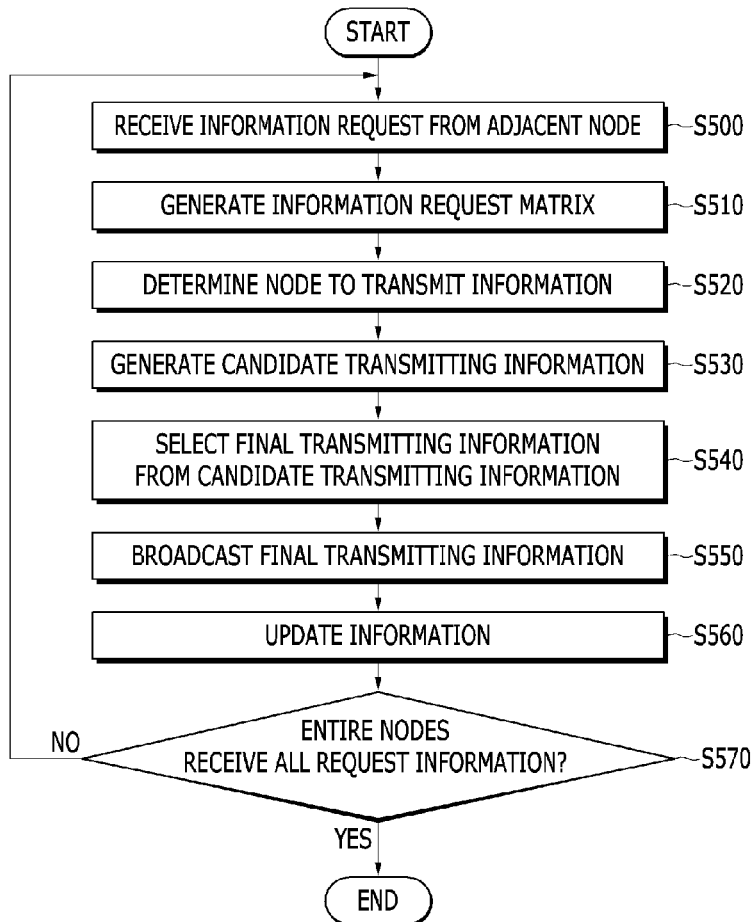 START
RECEIVE INFORMATION REQUEST FROM ADJACENT NODE
S500
GENERATE INFORMATION REQUEST MATRIX
S510
DETERMINE NODE TO TRANSMIT INFORMATION
S520
GENERATE CANDIDATE TRANSMITTING INFORMATION
S530
SELECT FINAL TRANSMITTING INFORMATION
FROM CANDIDATE TRANSMITTING INFORMATION
S540
BROADCAST FINAL TRANSMITTING INFORMATION
S550
UPDATE INFORMATION
S560
ENTIRE NODES
RECEIVE ALL REQUEST INFORMATION?
S570
NO
YES
END